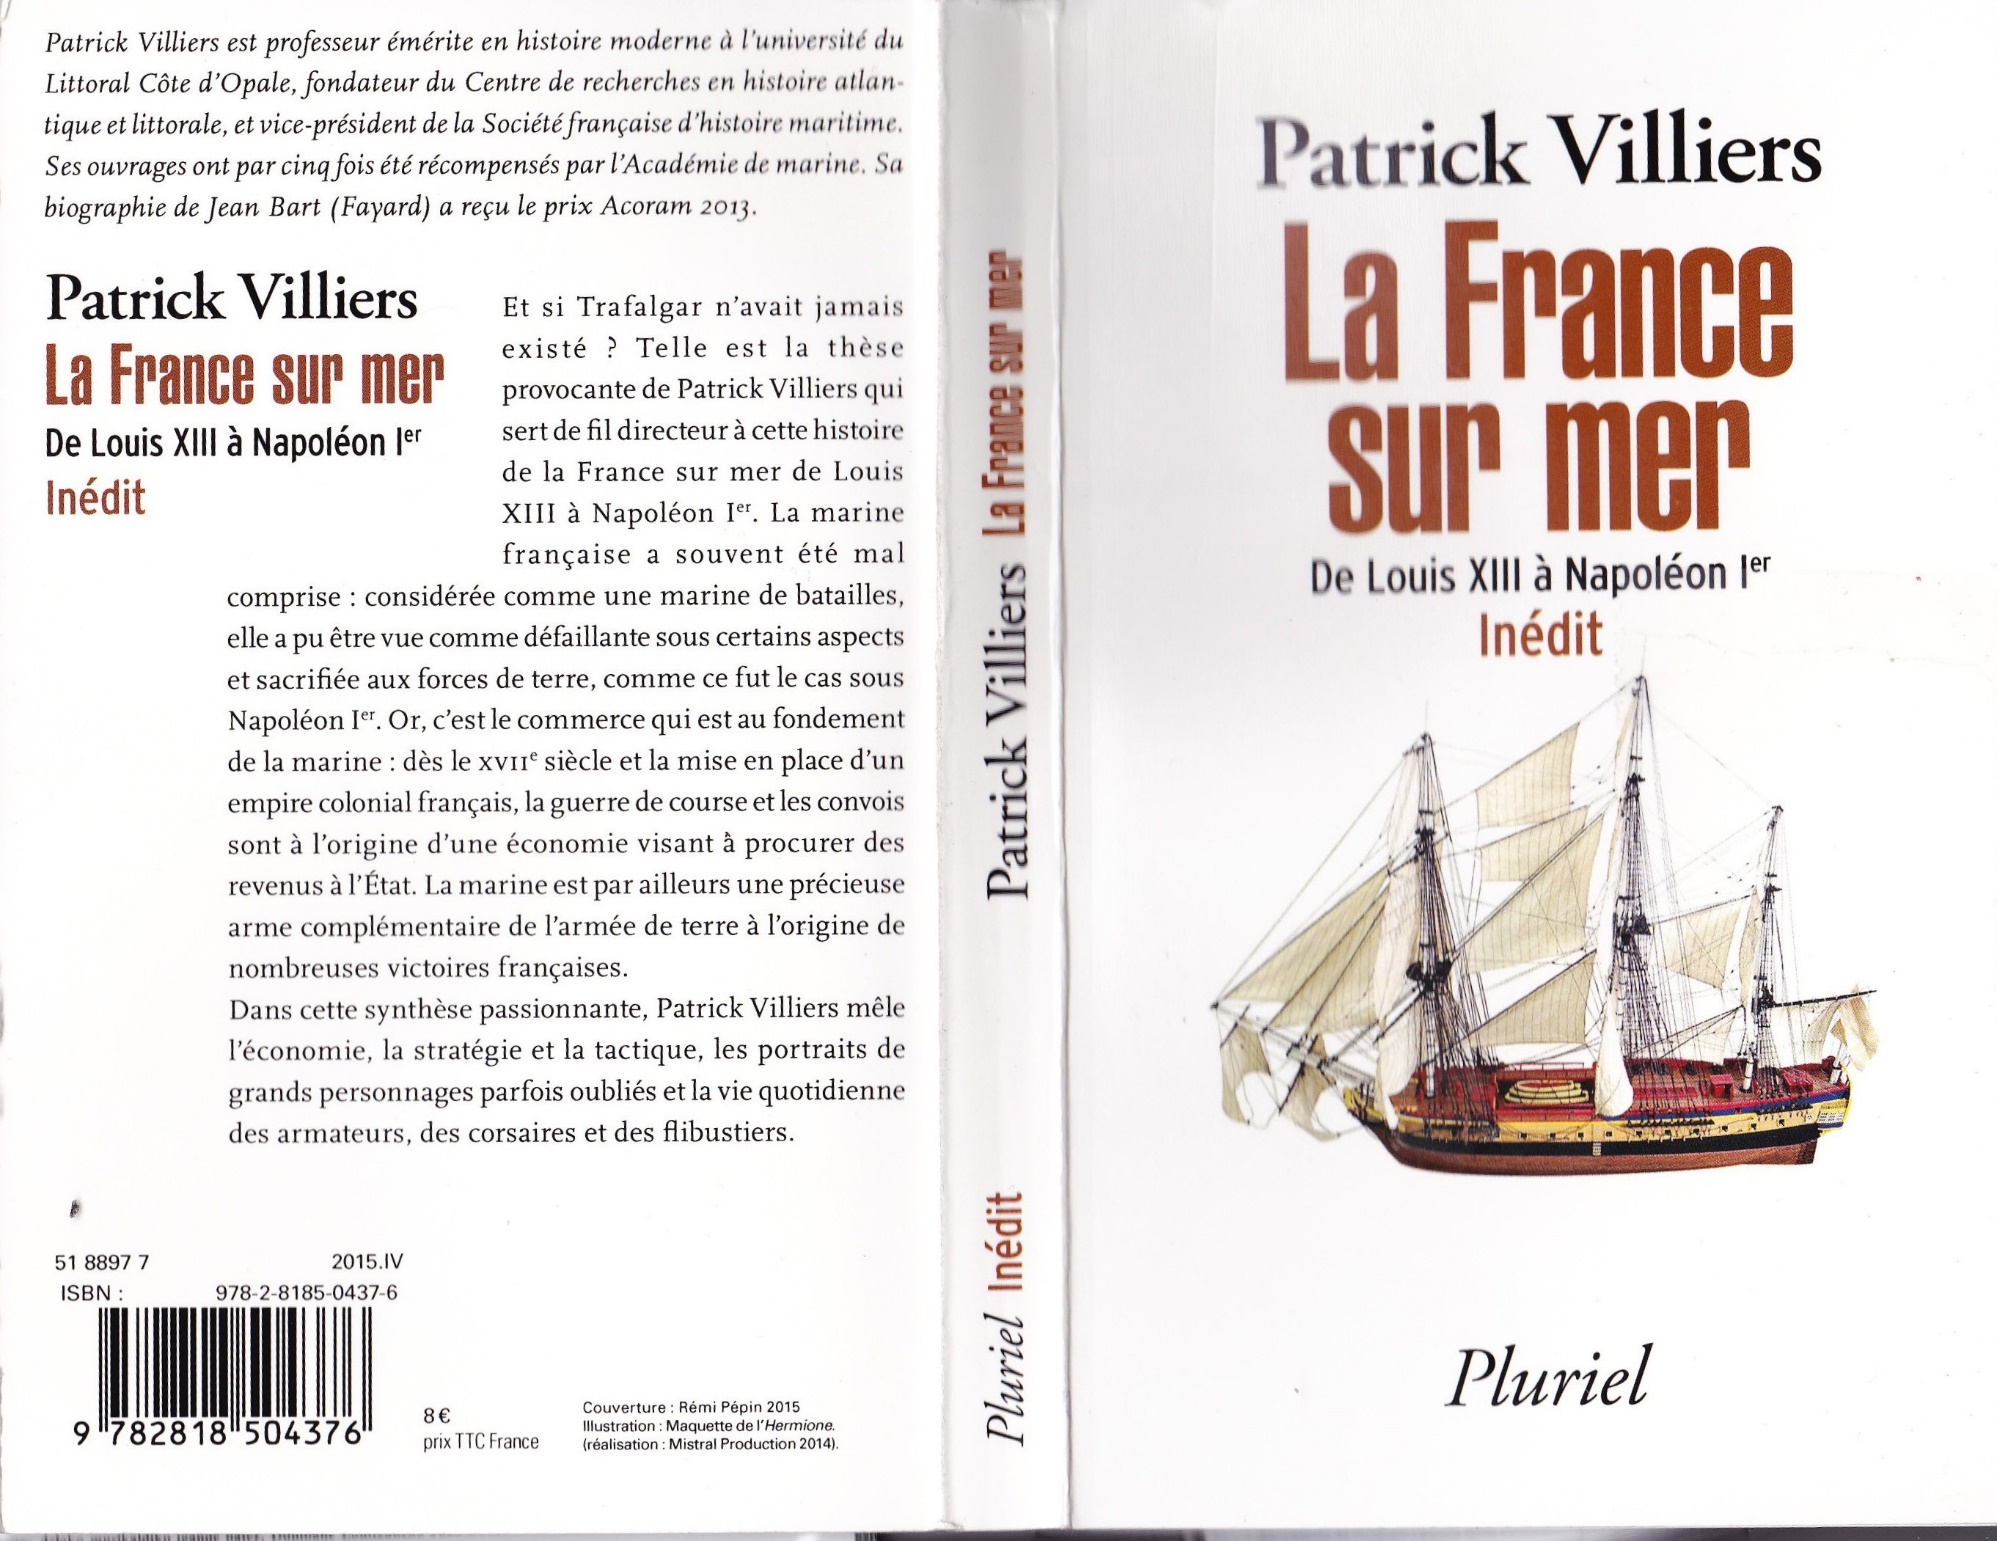 Patrick Villiers est professeur émérite en histoire moderne à l'université du
Littoral Côte d'Opale, fondateur du Centre de recherches en histoire atlan-
tique et littorale, et vice-président de la Société française d'histoire maritime.
Ses ouvrages ont par cinq fois été récompensés par l'Académie de marine. Sa
biographie de Jean Bart (Fayard) a reçu le prix Acoram 2013.
Patrick Villiers
La France sur mer
De Louis XIII à Napoléon Ier
Inédit
Et si Trafalgar n'avait jamais
existé ? Telle est la thèse
provocante de Patrick Villiers qui
sert de fil directeur à cette histoire
de la France sur mer de Louis
XIII à Napoléon Ier. La marine
française a souvent été mal
comprise : considérée comme une marine de batailles,
elle a pu être vue comme défaillante sous certains aspects
et sacrifiée aux forces de terre, comme ce fut le cas sous
Napoléon Ier. Or, c'est le commerce qui est au fondement
de la marine : dès le XVIIe siècle et la mise en place d'un
empire colonial français, la guerre de course et les convois
sont à l'origine d'une économie visant à procurer des
revenus à l'État. La marine est par ailleurs une précieuse
arme complémentaire de l'armée de terre à l'origine de
nombreuses victoires françaises.
Dans cette synthèse passionnante, Patrick Villiers mêle
l'économie, la stratégie et la tactique, les portraits de
grands personnages parfois oubliés et la vie quotidienne
des armateurs, des corsaires et des flibustiers.
51 8897 7 2015.IV
ISBN : 978-2-8185-0437-6
9 782818 504376
8 €
prix TTC France
Couverture : Rémi Pépin 2015
Illustration : Maquette de l'Hermione.
(réalisation : Mistral Production 2014).
Pluriel Inédit Patrick Villiers La France sur mer
Patrick Villiers
La France
sur mer
De Louis XIII à Napoléon Ier
Inédit
Pluriel